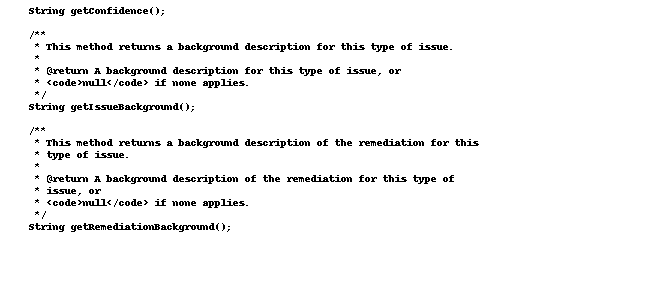 String getConfidence();
/**
* This method returns a background description for this type of issue.
*
* @return A background description for this type of issue, or
* <code>null</code> if none applies.
*/
String getIssueBackground();
/**
* This method returns a background description of the remediation for this
* type of issue.
*
* @return A background description of the remediation for this type of
* issue, or
* <code>null</code> if none applies.
*/
String getRemediationBackground();